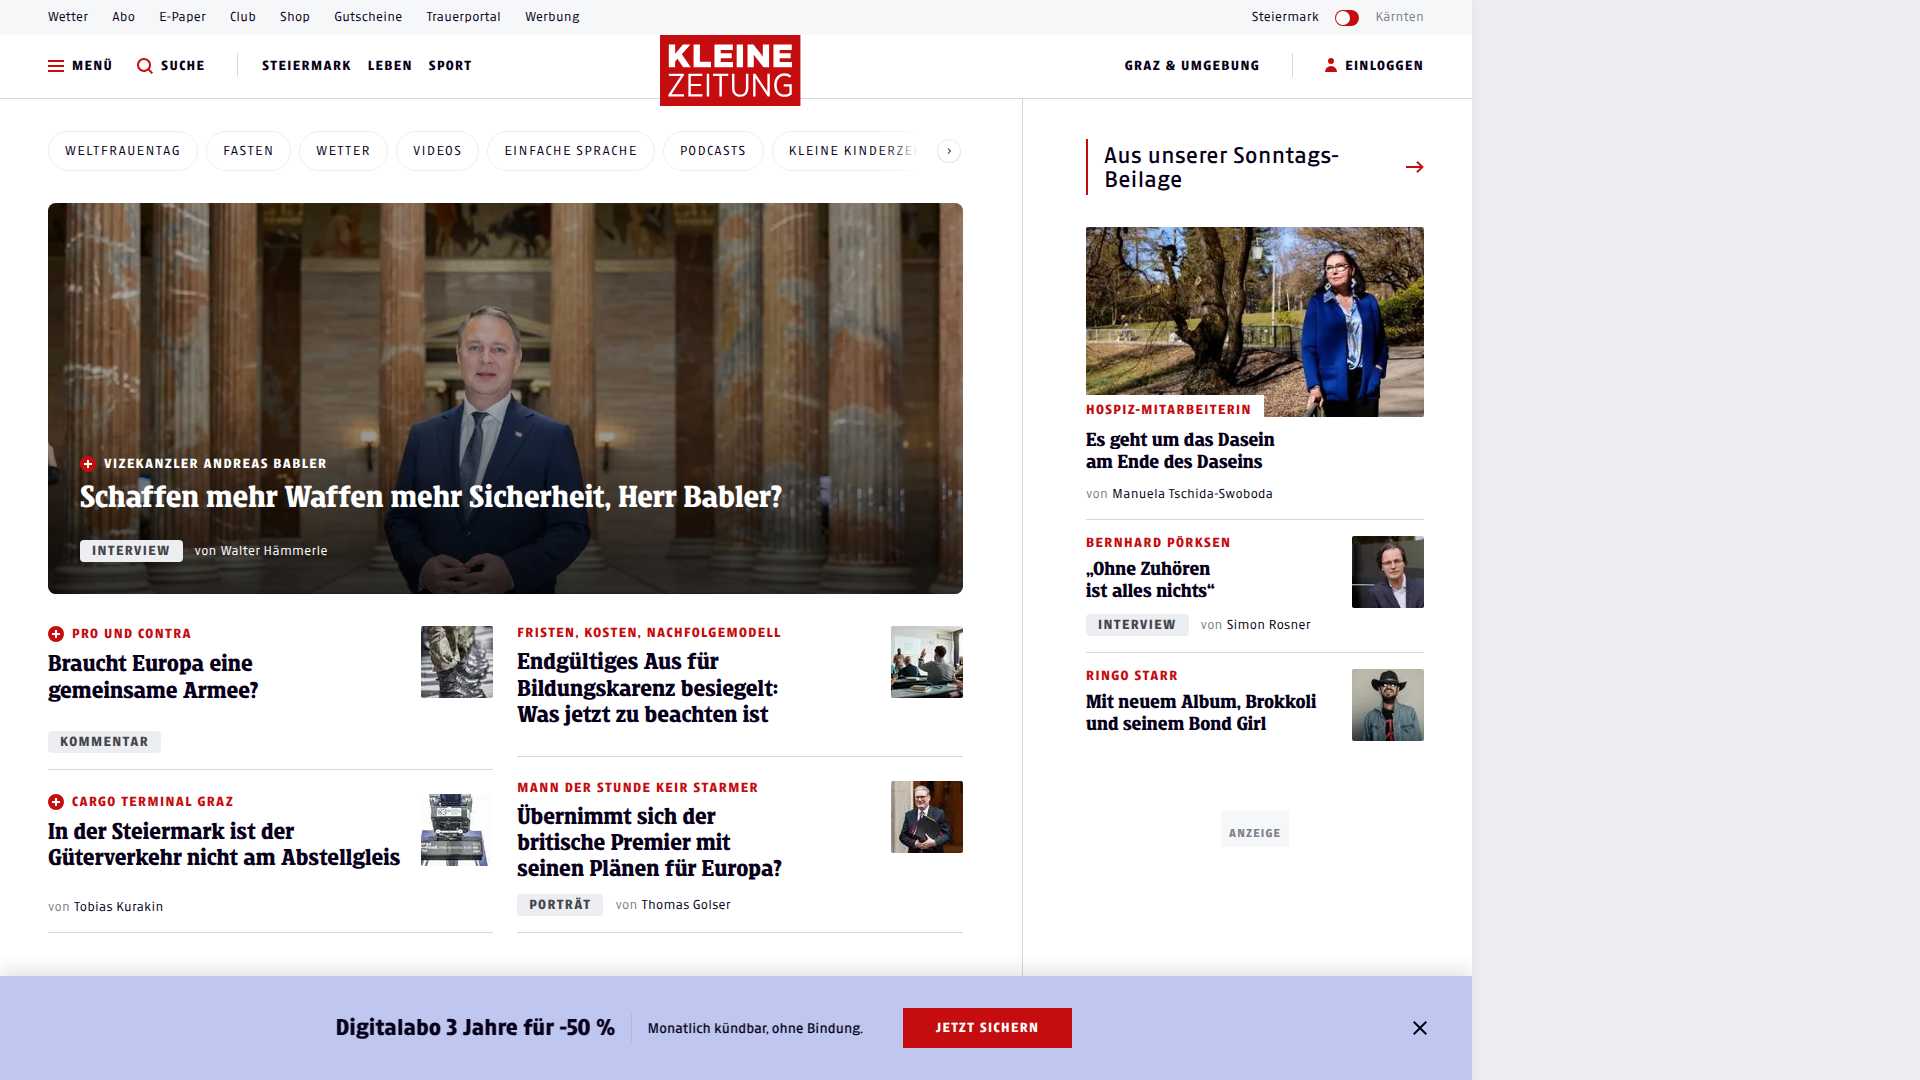 Wetter Abo E-Paper Club Shop Gutscheine Trauerportal Werbung
Steiermark Kärnten
MENÜ SUCHE STEIERMARK LEBEN SPORT
KLEINE
ZEITUNG
GRAZ & UMGEBUNG EINLOGGEN
WELTFRAUENTAG FASTEN WETTER VIDEOS EINFACHE SPRACHE PODCASTS KLEINE
VIZEKANZLER ANDREAS BABLER
Schaffen mehr Waffen mehr Sicherheit, Herr Babler?
INTERVIEW von Walter Hämmerle
PRO UND CONTRA
Braucht Europa eine
gemeinsame Armee?
KOMMENTAR
CARGO TERMINAL GRAZ
In der Steiermark ist der
Güterverkehr nicht am Abstellgleis
von Tobias Kurakin
FRISTEN, KOSTEN, NACHFOLGEMODELL
Endgültiges Aus für
Bildungskarenz besiegelt:
Was jetzt zu beachten ist
MANN DER STUNDE KEIR STARMER
Übernimmt sich der
britische Premier mit
seinen Plänen für Europa?
PORTRÄT von Thomas Golser
Aus unserer Sonntags-
Beilage
HOSPIZ-MITARBEITERIN
Es geht um das Dasein
am Ende des Daseins
von Manuela Tschida-Swoboda
BERNHARD PÖRKSEN
„Ohne Zuhören
ist alles nichts“
INTERVIEW von Simon Rosner
RINGO STARR
Mit neuem Album, Brokkoli
und seinem Bond Girl
ANZEIGE
Digitalabo 3 Jahre für -50 %
Monatlich kündbar, ohne Bindung.
JETZT SICHERN